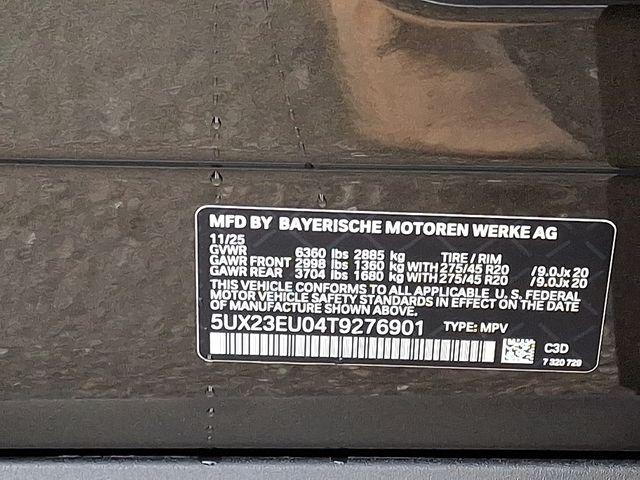 MFD BY BAYERISCHE MOTOREN WERKE AG
11/25
GVWR 6360 lbs 2885 kg TIRE / RIM
GAWR FRONT 2998 lbs 1360 kg WITH 275/45 R20 / 9.0Jx 20
GAWR REAR 3704 lbs 1680 kg WITH 275/45 R20 / 9.0Jx 20
THIS VEHICLE CONFORMS TO ALL APPLICABLE U. S. FEDERAL
MOTOR VEHICLE SAFETY STANDARDS IN EFFECT ON THE DATE
OF MANUFACTURE SHOWN ABOVE.
5UX23EU04T9276901 TYPE: MPV
C3D
7 320 729